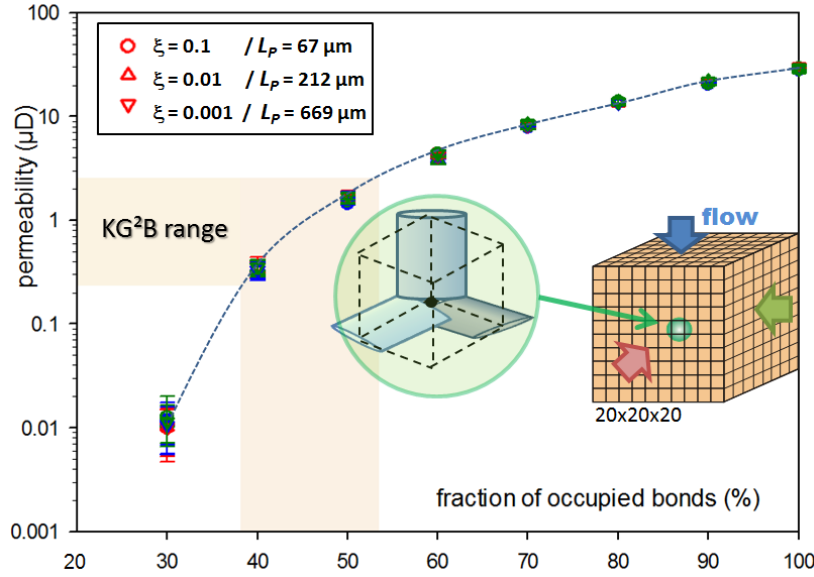 100
10
1
0.1
0.01
0.001
permeability (µD)
ξ = 0.1 / L_P = 67 µm
ξ = 0.01 / L_P = 212 µm
ξ = 0.001 / L_P = 669 µm
KG²B range
flow
20x20x20
fraction of occupied bonds (%)
20 30 40 50 60 70 80 90 100